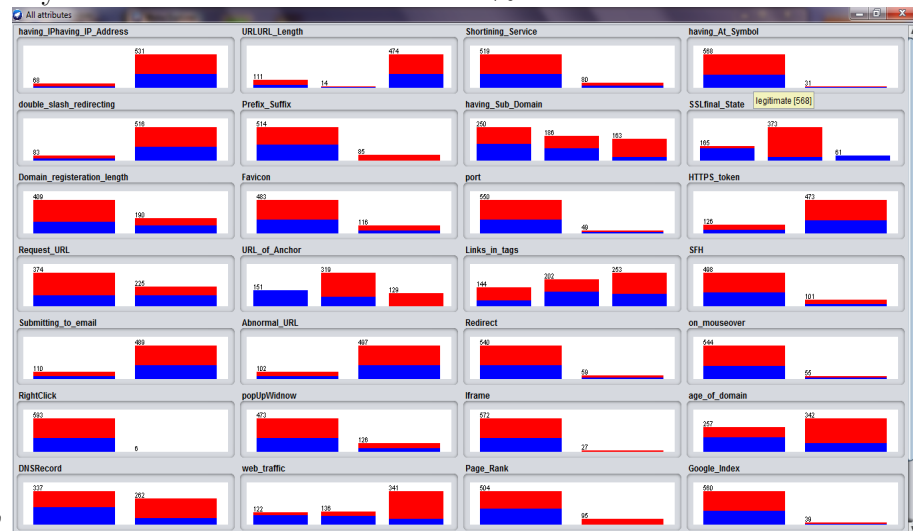 All attributes
having_IPhaving_IP_Address URLURL_Length Shortining_Service having_At_Symbol
68 531 111 14 474 519 80 568 31
legitimate [568]
double_slash_redirecting Prefix_Suffix having_Sub_Domain SSLfinal_State
83 516 514 85 250 186 163 165 373 61
Domain_registeration_length Favicon port HTTPS_token
409 190 483 116 550 49 126 473
Request_URL URL_of_Anchor Links_in_tags SFH
374 225 151 319 129 144 202 253 498 101
Submitting_to_email Abnormal_URL Redirect on_mouseover
110 489 102 497 540 59 544 55
RightClick popUpWidnow Iframe age_of_domain
593 6 473 126 572 27 257 342
DNSRecord web_traffic Page_Rank Google_Index
337 262 122 136 341 504 95 560 39